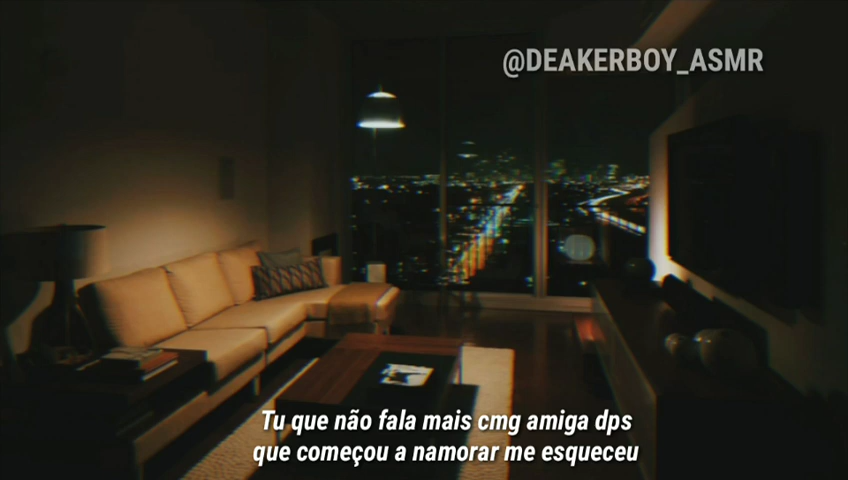 @DEAKERBOY_ASMR
Tu que não fala mais cmg amiga dps
que começou a namorar me esqueceu